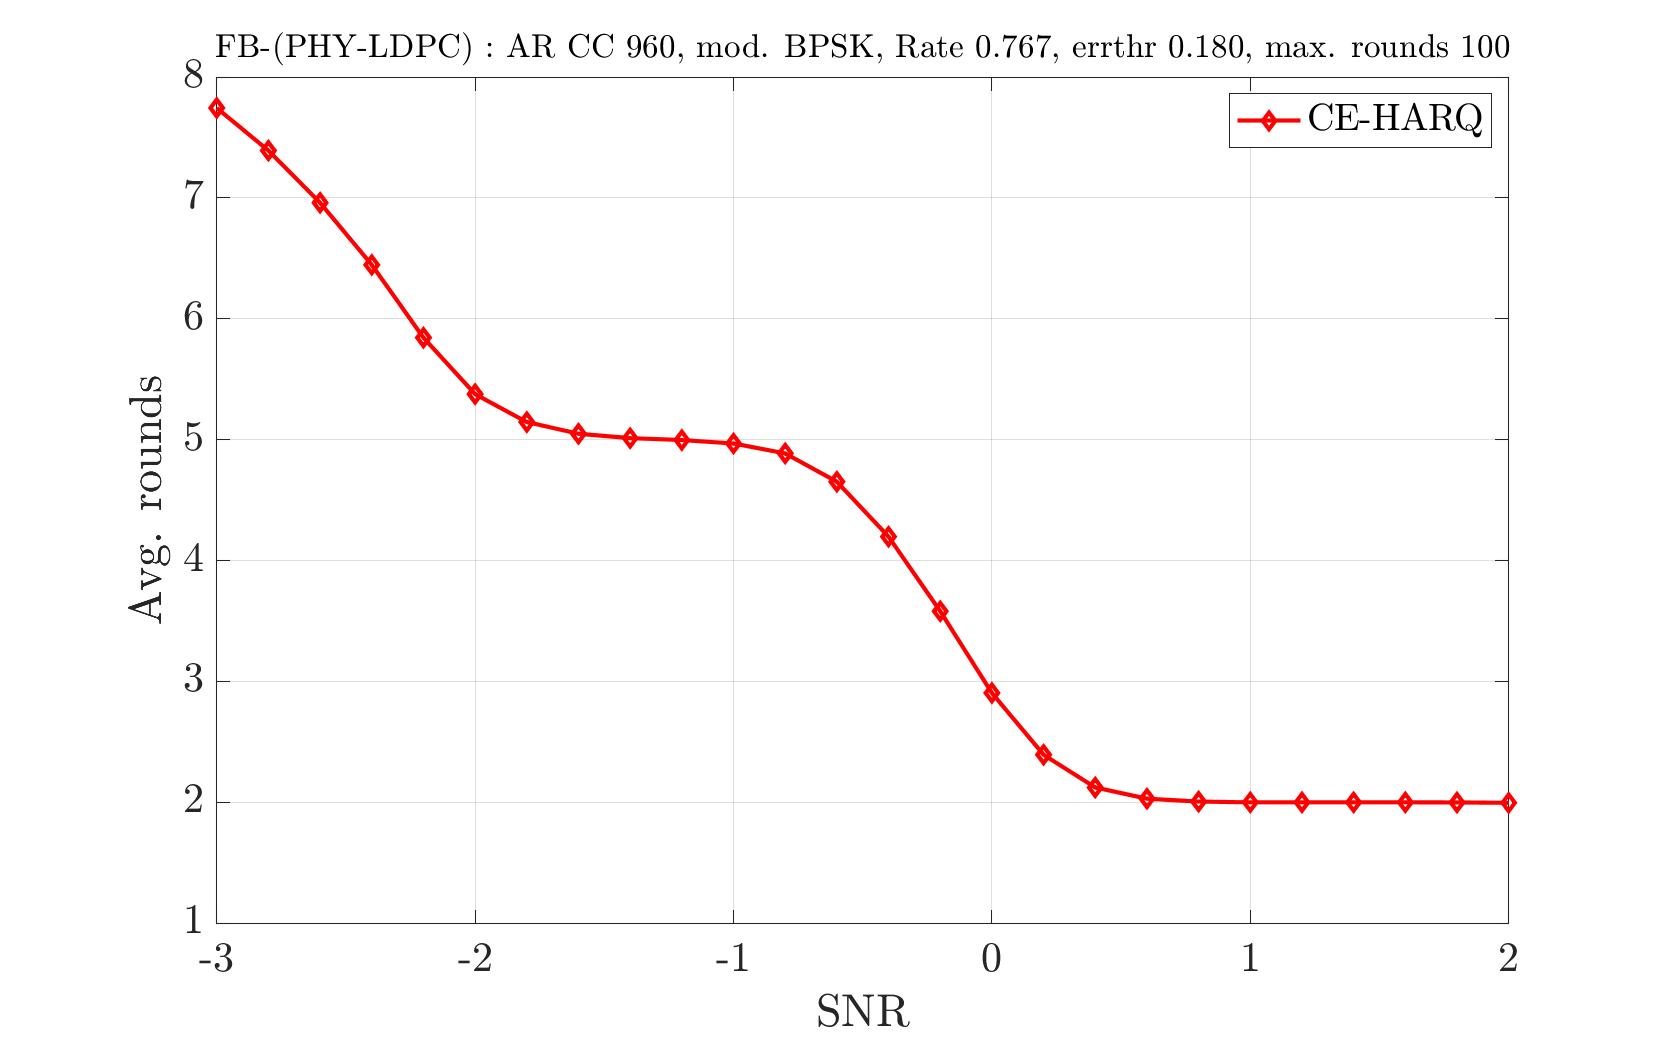 FB-(PHY-LDPC) : AR CC 960, mod. BPSK, Rate 0.767, errthr 0.180, max. rounds 100
CE-HARQ
8
7
6
5
4
3
2
1
Avg. rounds
-3 -2 -1 0 1 2
SNR